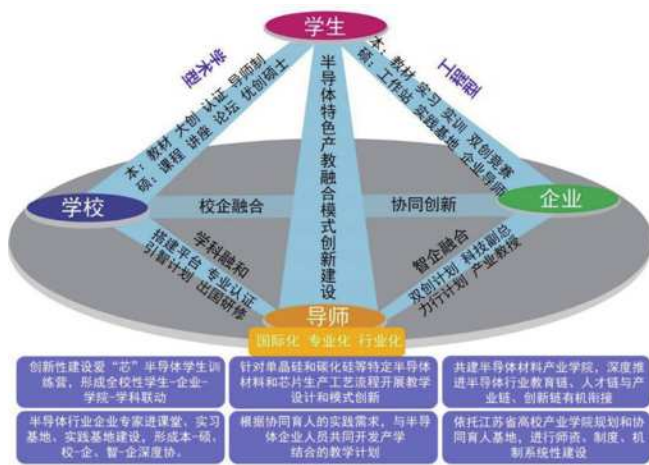 学生
学术型
工程型
本：教材 大创 认证 导师制
硕：课程 讲座 论坛 优创硕士
半导体特色产教融合模式创新建设
本：教材 实习 实训 双创竞赛
硕：工作站 实践基地 企业导师
学校
校企融合
协同创新
企业
学科融和
搭建平台 专业认证
引智计划 出国研修
智企融合
双创计划 科技副总
力行计划 产业教授
导师
国际化 专业化 行业化
创新性建设爱“芯”半导体学生训
练营，形成全校性学生-企业-
学院-学科联动
针对单晶硅和碳化硅等特定半导体
材料和芯片生产工艺流程开展教学
设计和模式创新
共建半导体材料产业学院，深度推
进半导体行业教育链、人才链与产
业链、创新链有机衔接
半导体行业企业专家进课堂、实习
基地、实践基地建设，形成本-硕、
校-企、智-企深度协。
根据协同育人的实践需求，与半导
体企业人员共同开发产学
结合的教学计划
依托江苏省高校产业学院规划和协
同育人基地，进行师资、制度、机
制系统性建设